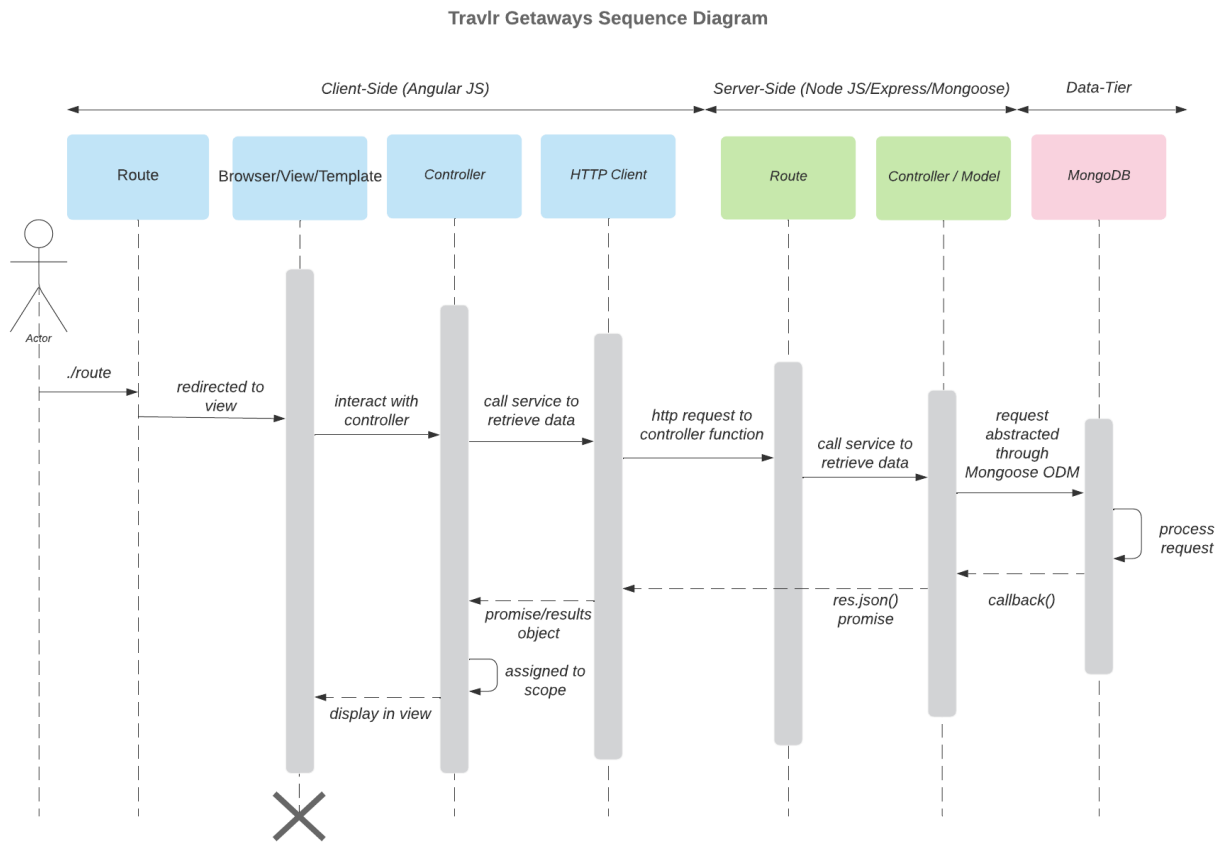 Travlr Getaways Sequence Diagram
Client-Side (Angular JS)
Server-Side (Node JS/Express/Mongoose)
Data-Tier
Route
Browser/View/Template
Controller
HTTP Client
Route
Controller / Model
MongoDB
Actor
./route
redirected to
view
interact with
controller
call service to
retrieve data
http request to
controller function
call service to
retrieve data
request
abstracted
through
Mongoose ODM
process
request
callback()
res.json()
promise
promise/results
object
assigned to
scope
display in view